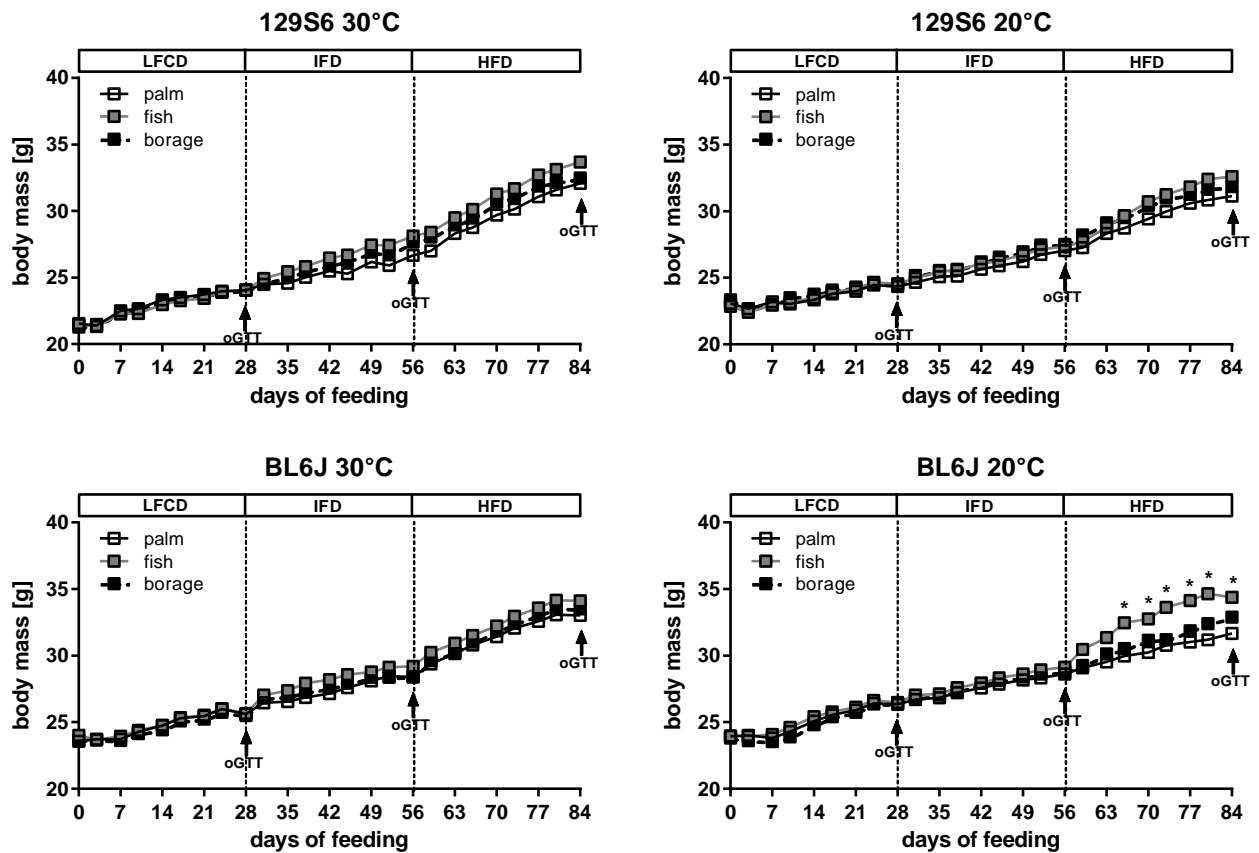 129S6 30°C
LFCD IFD HFD
40
35
30
25
20
body mass [g]
palm
fish
borage
oGTT
oGTT
oGTT
0 7 14 21 28 35 42 49 56 63 70 77 84
days of feeding
129S6 20°C
LFCD IFD HFD
40
35
30
25
20
body mass [g]
palm
fish
borage
oGTT
oGTT
oGTT
0 7 14 21 28 35 42 49 56 63 70 77 84
days of feeding
BL6J 30°C
LFCD IFD HFD
40
35
30
25
20
body mass [g]
palm
fish
borage
oGTT
oGTT
oGTT
0 7 14 21 28 35 42 49 56 63 70 77 84
days of feeding
BL6J 20°C
LFCD IFD HFD
40
35
30
25
20
body mass [g]
palm
fish
borage
* * * * * *
oGTT
oGTT
oGTT
0 7 14 21 28 35 42 49 56 63 70 77 84
days of feeding